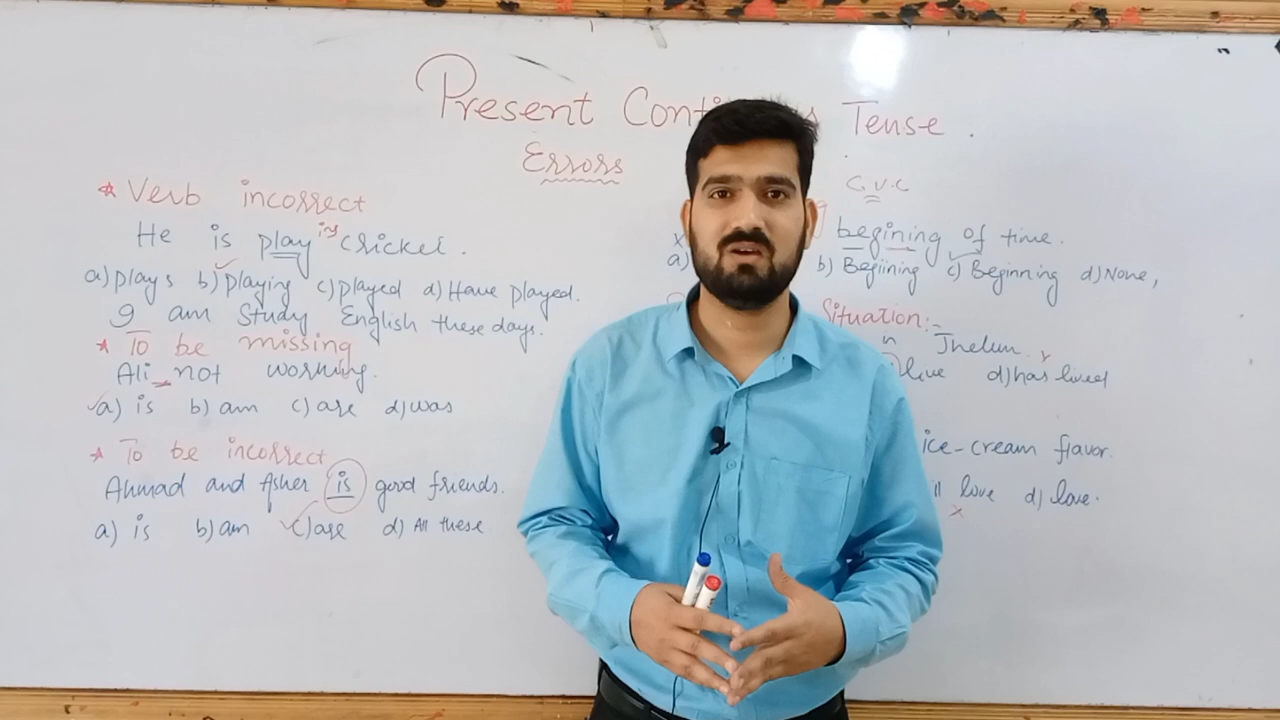 Present Tense .
Errors
* Verb incorrect
He is playing cricket.
a) plays b) playing c) played d) Have played.
I am Study English these days.
* To be missing
Ali _ not working.
a) is b) am c) are d) was
* To be incorrect
Ahmad and Asher is good friends.
a) is b) am c) are d) All these
C.V.C
begining of time.
a) b) Begiining c) Beginning d) None,
Situation:-
in Jhelum.
live d) has lived
ice-cream flavor.
love d) love.